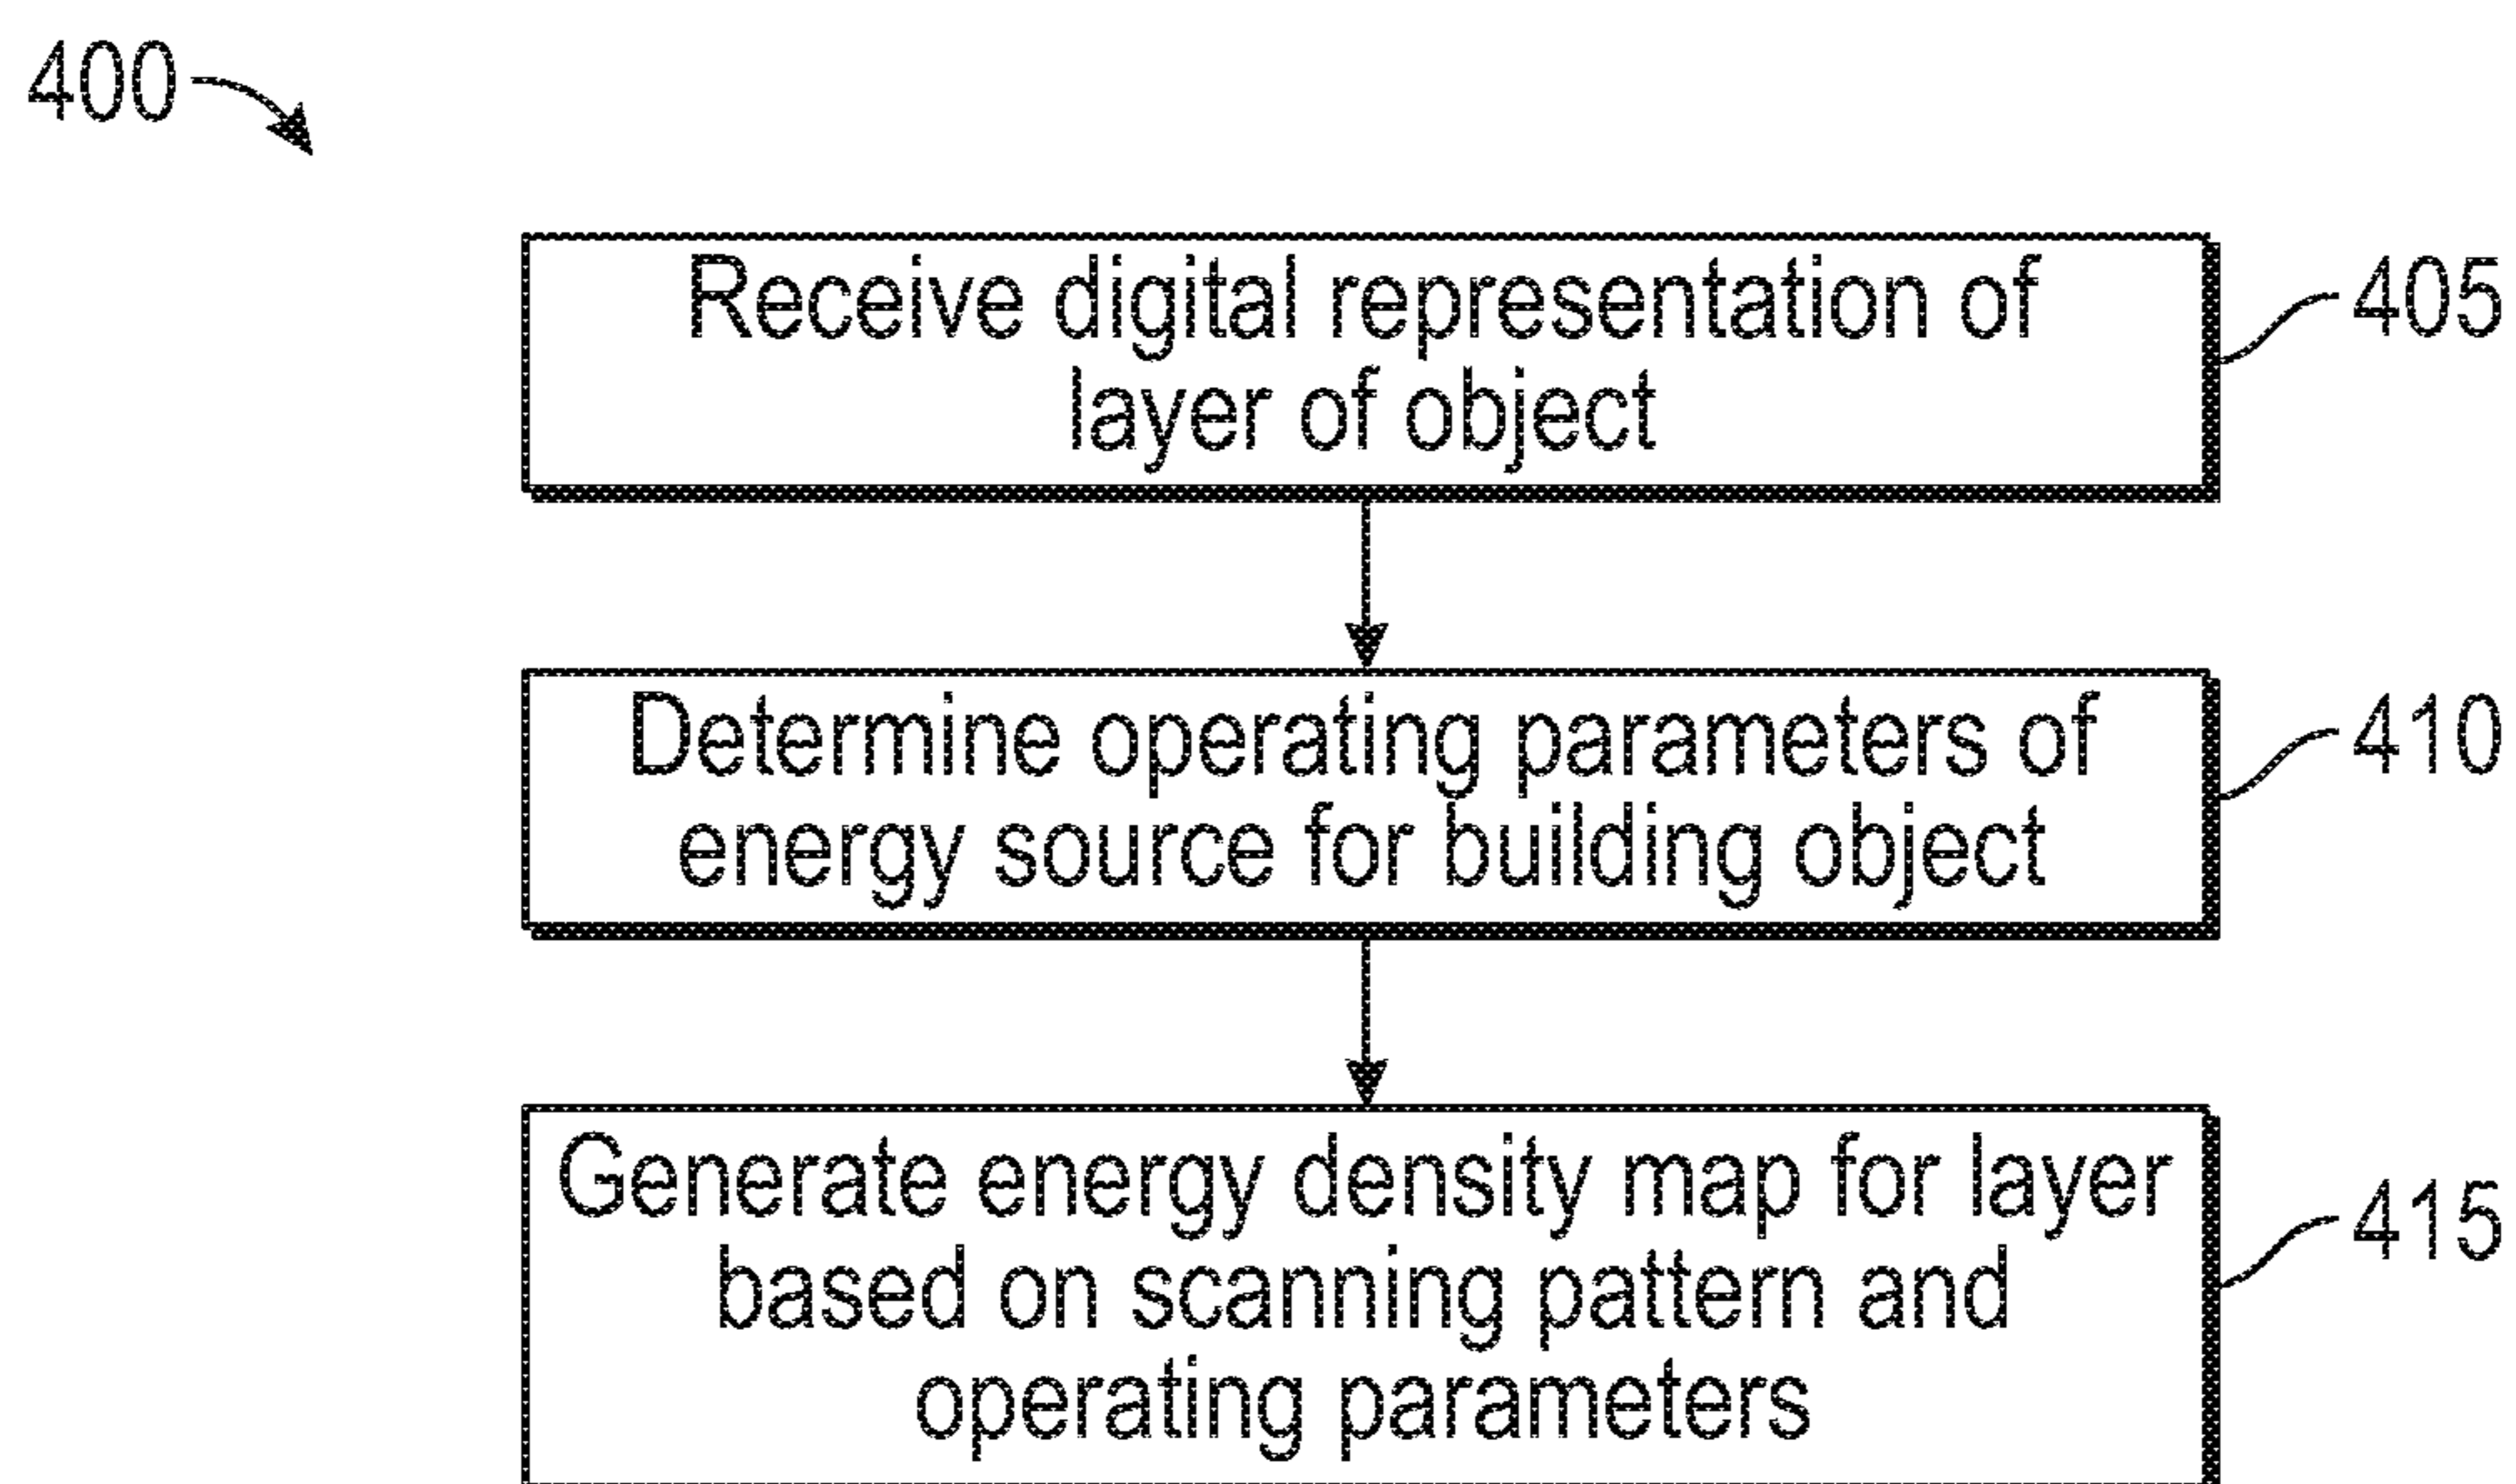 400
Receive digital representation of
layer of object
405
Determine operating parameters of
energy source for building object
410
Generate energy density map for layer
based on scanning pattern and
operating parameters
415